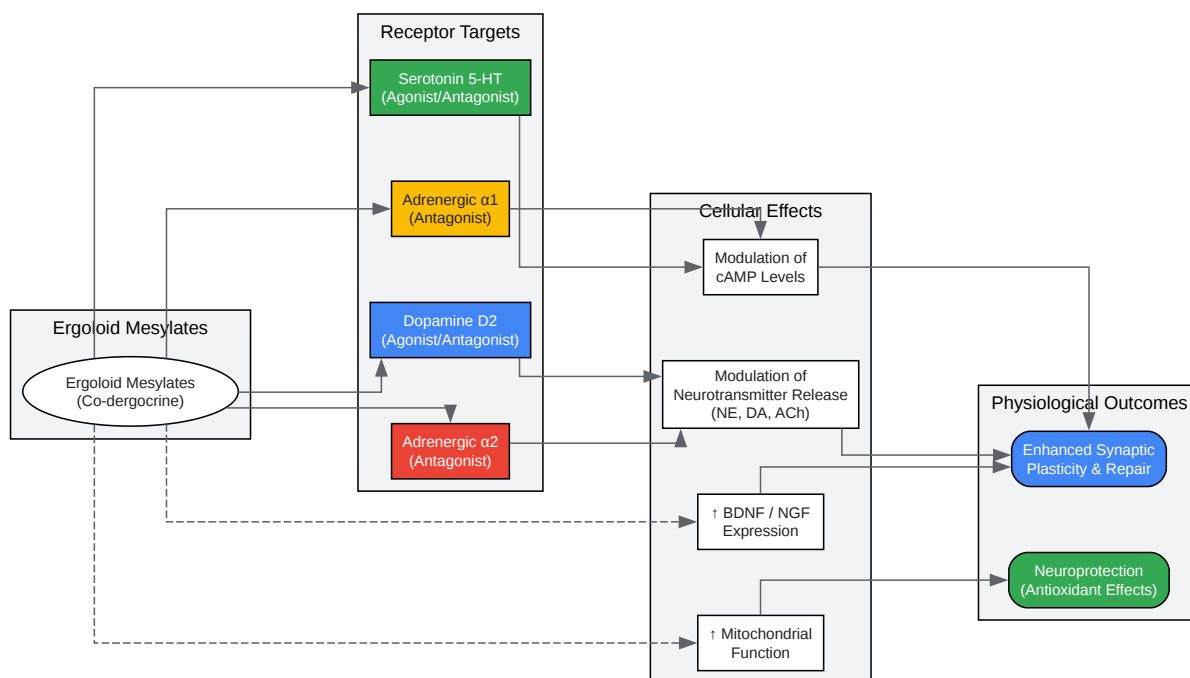 Receptor Targets
Serotonin 5-HT
(Agonist/Antagonist)
Adrenergic α1
(Antagonist)
Dopamine D2
(Agonist/Antagonist)
Adrenergic α2
(Antagonist)
Ergoloid Mesylates
Ergoloid Mesylates
(Co-dergocrine)
Cellular Effects
Modulation of
cAMP Levels
Modulation of
Neurotransmitter Release
(NE, DA, ACh)
↑ BDNF / NGF
Expression
↑ Mitochondrial
Function
Physiological Outcomes
Enhanced Synaptic
Plasticity & Repair
Neuroprotection
(Antioxidant Effects)